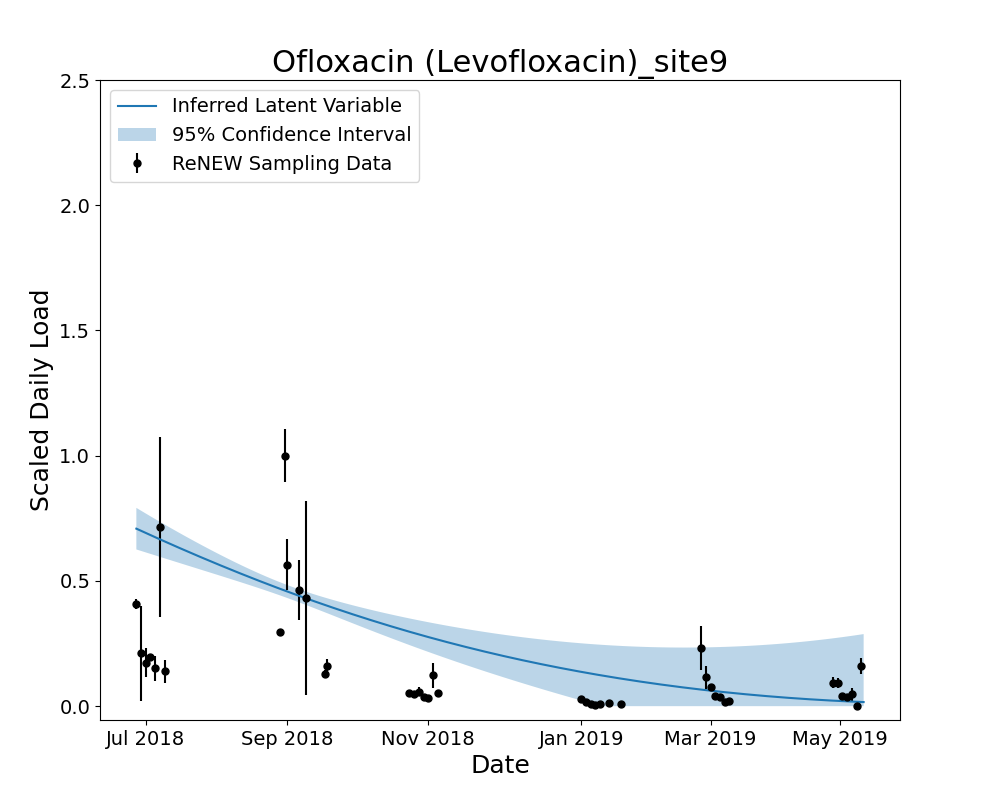 Ofloxacin (Levofloxacin)_site9
2.5
Inferred Latent Variable
95% Confidence Interval
ReNEW Sampling Data
2.0
1.5
1.0
0.5
0.0
Scaled Daily Load
Jul 2018 Sep 2018 Nov 2018 Jan 2019 Mar 2019 May 2019
Date